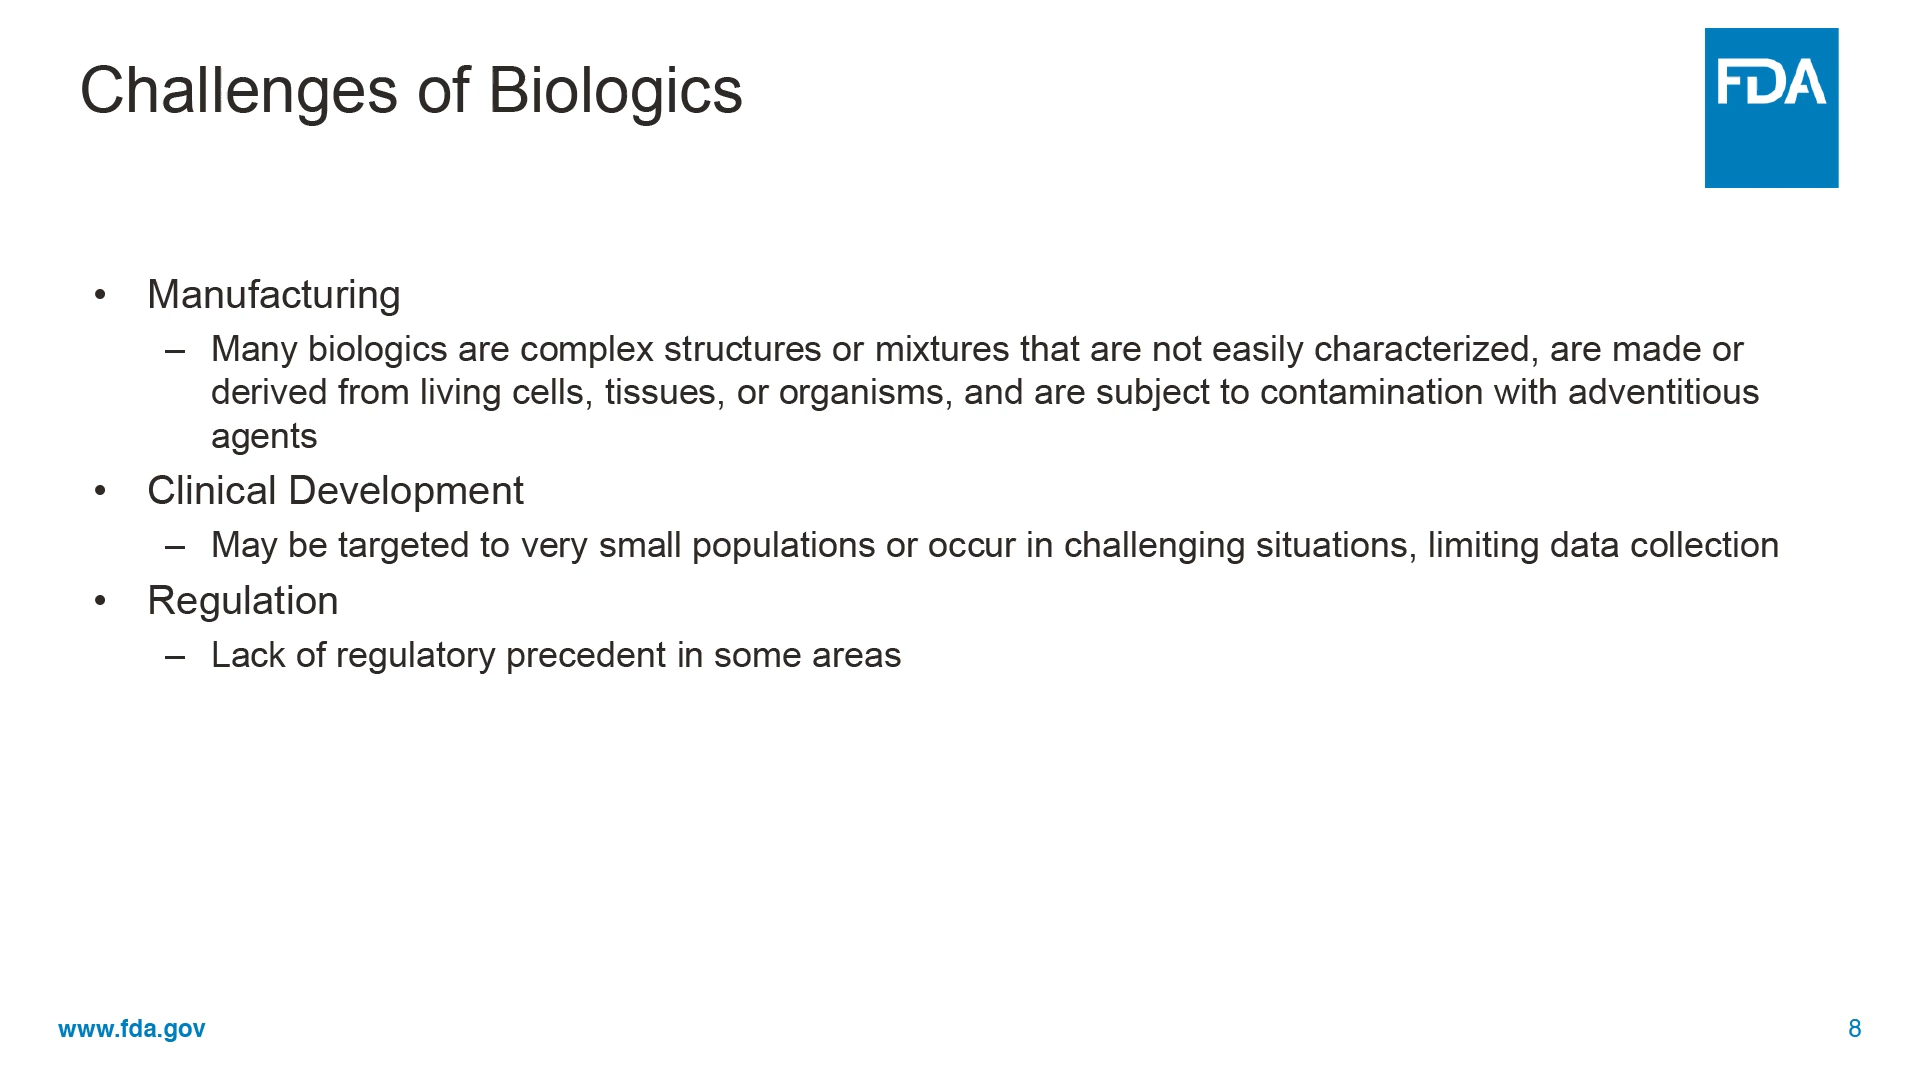 Challenges of Biologics
FDA
• Manufacturing
– Many biologics are complex structures or mixtures that are not easily characterized, are made or
derived from living cells, tissues, or organisms, and are subject to contamination with adventitious
agents
• Clinical Development
– May be targeted to very small populations or occur in challenging situations, limiting data collection
• Regulation
– Lack of regulatory precedent in some areas
www.fda.gov
8